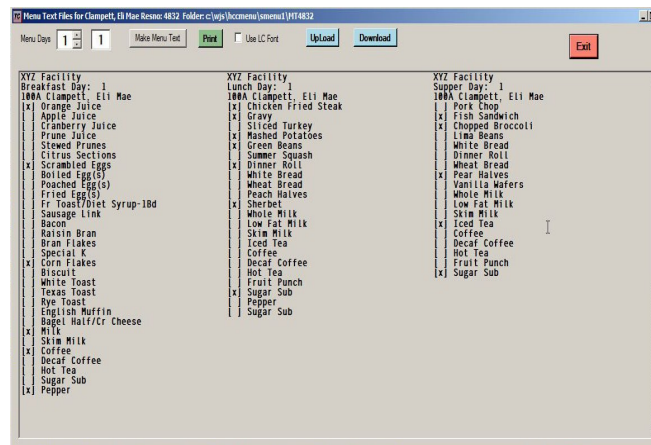 Menu Text Files for Clampett, Eli Mae Resno: 4832 Folder: c:\wjs\hccmenu\smenu1\MT4832
Menu Days 1 1 Make Menu Text Print Use LC Font UpLoad Download Exit
XYZ Facility
Breakfast Day: 1
100A Clampett, Eli Mae
[x] Orange Juice
[ ] Apple Juice
[ ] Cranberry Juice
[ ] Prune Juice
[ ] Stewed Prunes
[ ] Citrus Sections
[x] Scrambled Eggs
[ ] Boiled Egg(s)
[ ] Poached Egg(s)
[ ] Fried Egg(s)
[ ] Fr Toast/Diet Syrup-1Bd
[ ] Sausage Link
[ ] Bacon
[ ] Raisin Bran
[ ] Bran Flakes
[ ] Special K
[x] Corn Flakes
[ ] Biscuit
[ ] White Toast
[ ] Texas Toast
[ ] Rye Toast
[ ] English Muffin
[ ] Bagel Half/Cr Cheese
[x] Milk
[ ] Skim Milk
[x] Coffee
[ ] Decaf Coffee
[ ] Hot Tea
[ ] Sugar Sub
[x] Pepper
XYZ Facility
Lunch Day: 1
100A Clampett, Eli Mae
[x] Chicken Fried Steak
[x] Gravy
[ ] Sliced Turkey
[x] Mashed Potatoes
[x] Green Beans
[ ] Summer Squash
[x] Dinner Roll
[ ] White Bread
[ ] Wheat Bread
[ ] Peach Halves
[x] Sherbet
[ ] Whole Milk
[ ] Low Fat Milk
[ ] Skim Milk
[ ] Iced Tea
[ ] Coffee
[ ] Decaf Coffee
[ ] Hot Tea
[ ] Fruit Punch
[x] Sugar Sub
[ ] Pepper
[ ] Sugar Sub
XYZ Facility
Supper Day: 1
100A Clampett, Eli Mae
[ ] Pork Chop
[x] Fish Sandwich
[x] Chopped Broccoli
[ ] Lima Beans
[ ] White Bread
[ ] Dinner Roll
[ ] Wheat Bread
[x] Pear Halves
[ ] Vanilla Wafers
[ ] Whole Milk
[ ] Low Fat Milk
[ ] Skim Milk
[x] Iced Tea
[ ] Coffee
[ ] Decaf Coffee
[ ] Hot Tea
[ ] Fruit Punch
[x] Sugar Sub